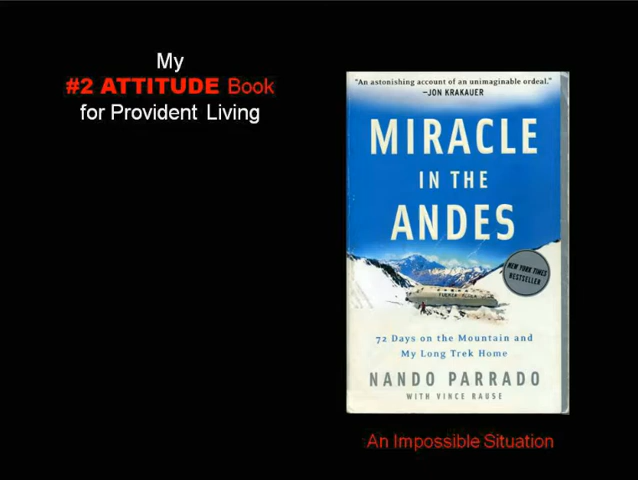 My
#2 ATTITUDE Book
for Provident Living
"An astonishing account of an unimaginable ordeal."
—JON KRAKAUER
MIRACLE
IN THE
ANDES
NEW YORK TIMES
BESTSELLER
72 Days on the Mountain and
My Long Trek Home
NANDO PARRADO
WITH VINCE RAUSE
An Impossible Situation